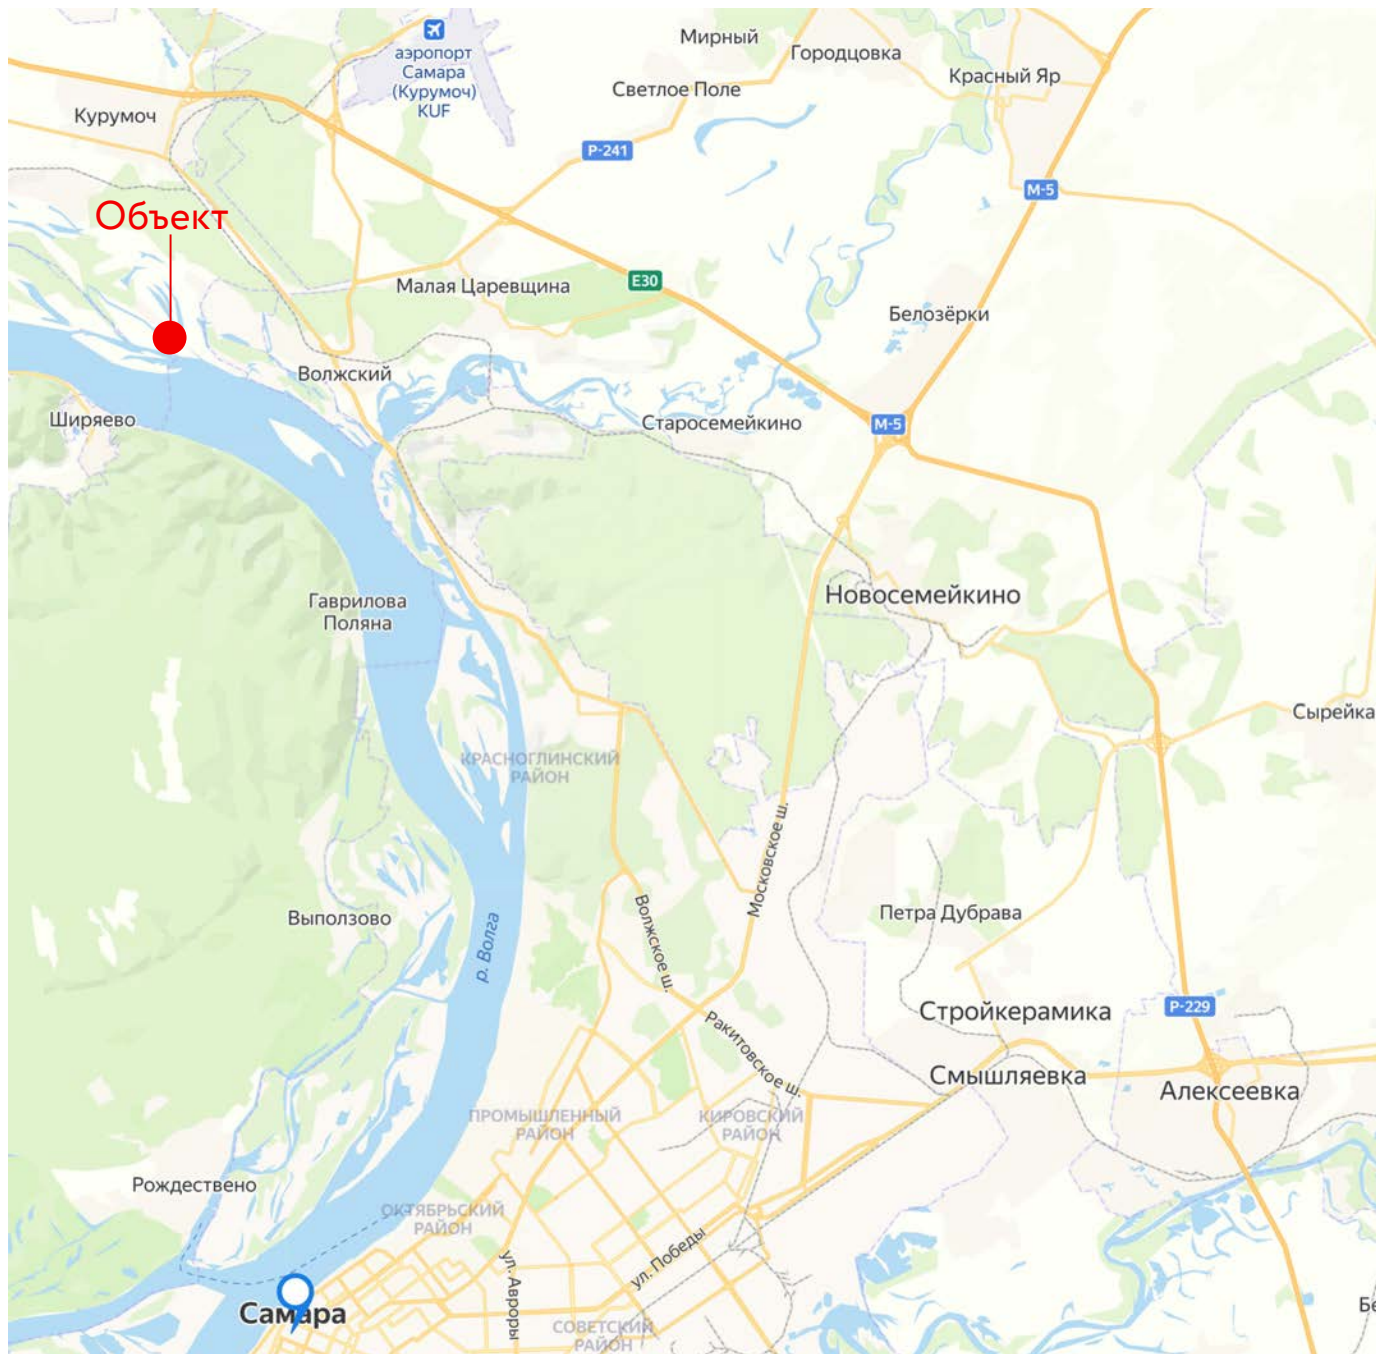 Мирный
Городцовка
аэропорт
Самара
(Курумоч)
KUF
Красный Яр
Светлое Поле
Курумоч
Р-241
М-5
Объект
E30
Малая Царевщина
Белозёрки
Волжский
Ширяево
Старосемейкино
М-5
Новосемейкино
Гаврилова
Поляна
Сырейка
КРАСНОГЛИНСКИЙ
РАЙОН
Московское ш.
Петра Дубрава
Выползово
Волжское ш.
р. Волга
Р-229
Стройкерамика
Ракитовское ш.
Смышляевка
Алексеевка
ПРОМЫШЛЕННЫЙ
РАЙОН
КИРОВСКИЙ
РАЙОН
Рождествено
ОКТЯБРЬСКИЙ
РАЙОН
ул. Победы
ул. Авроры
Самара
СОВЕТСКИЙ
РАЙОН
Бе